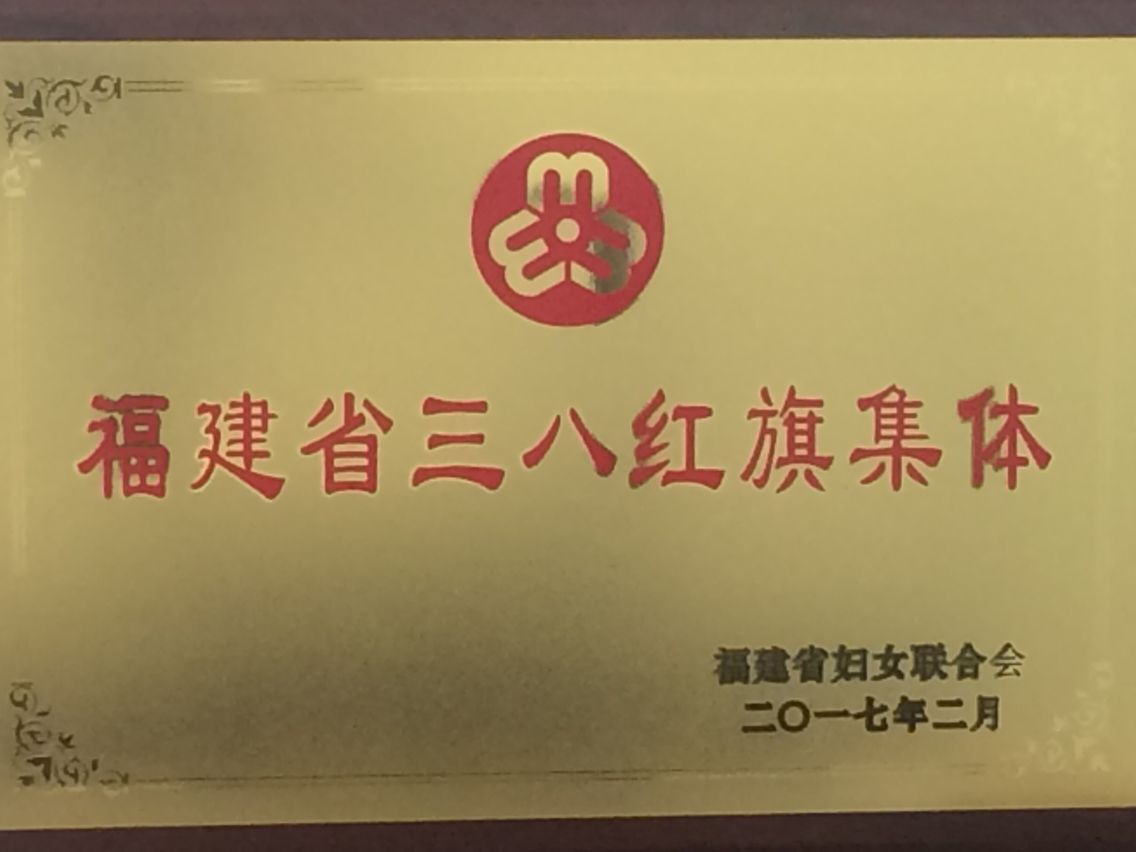 福建省三八红旗集体
福建省妇女联合会
二〇一七年二月